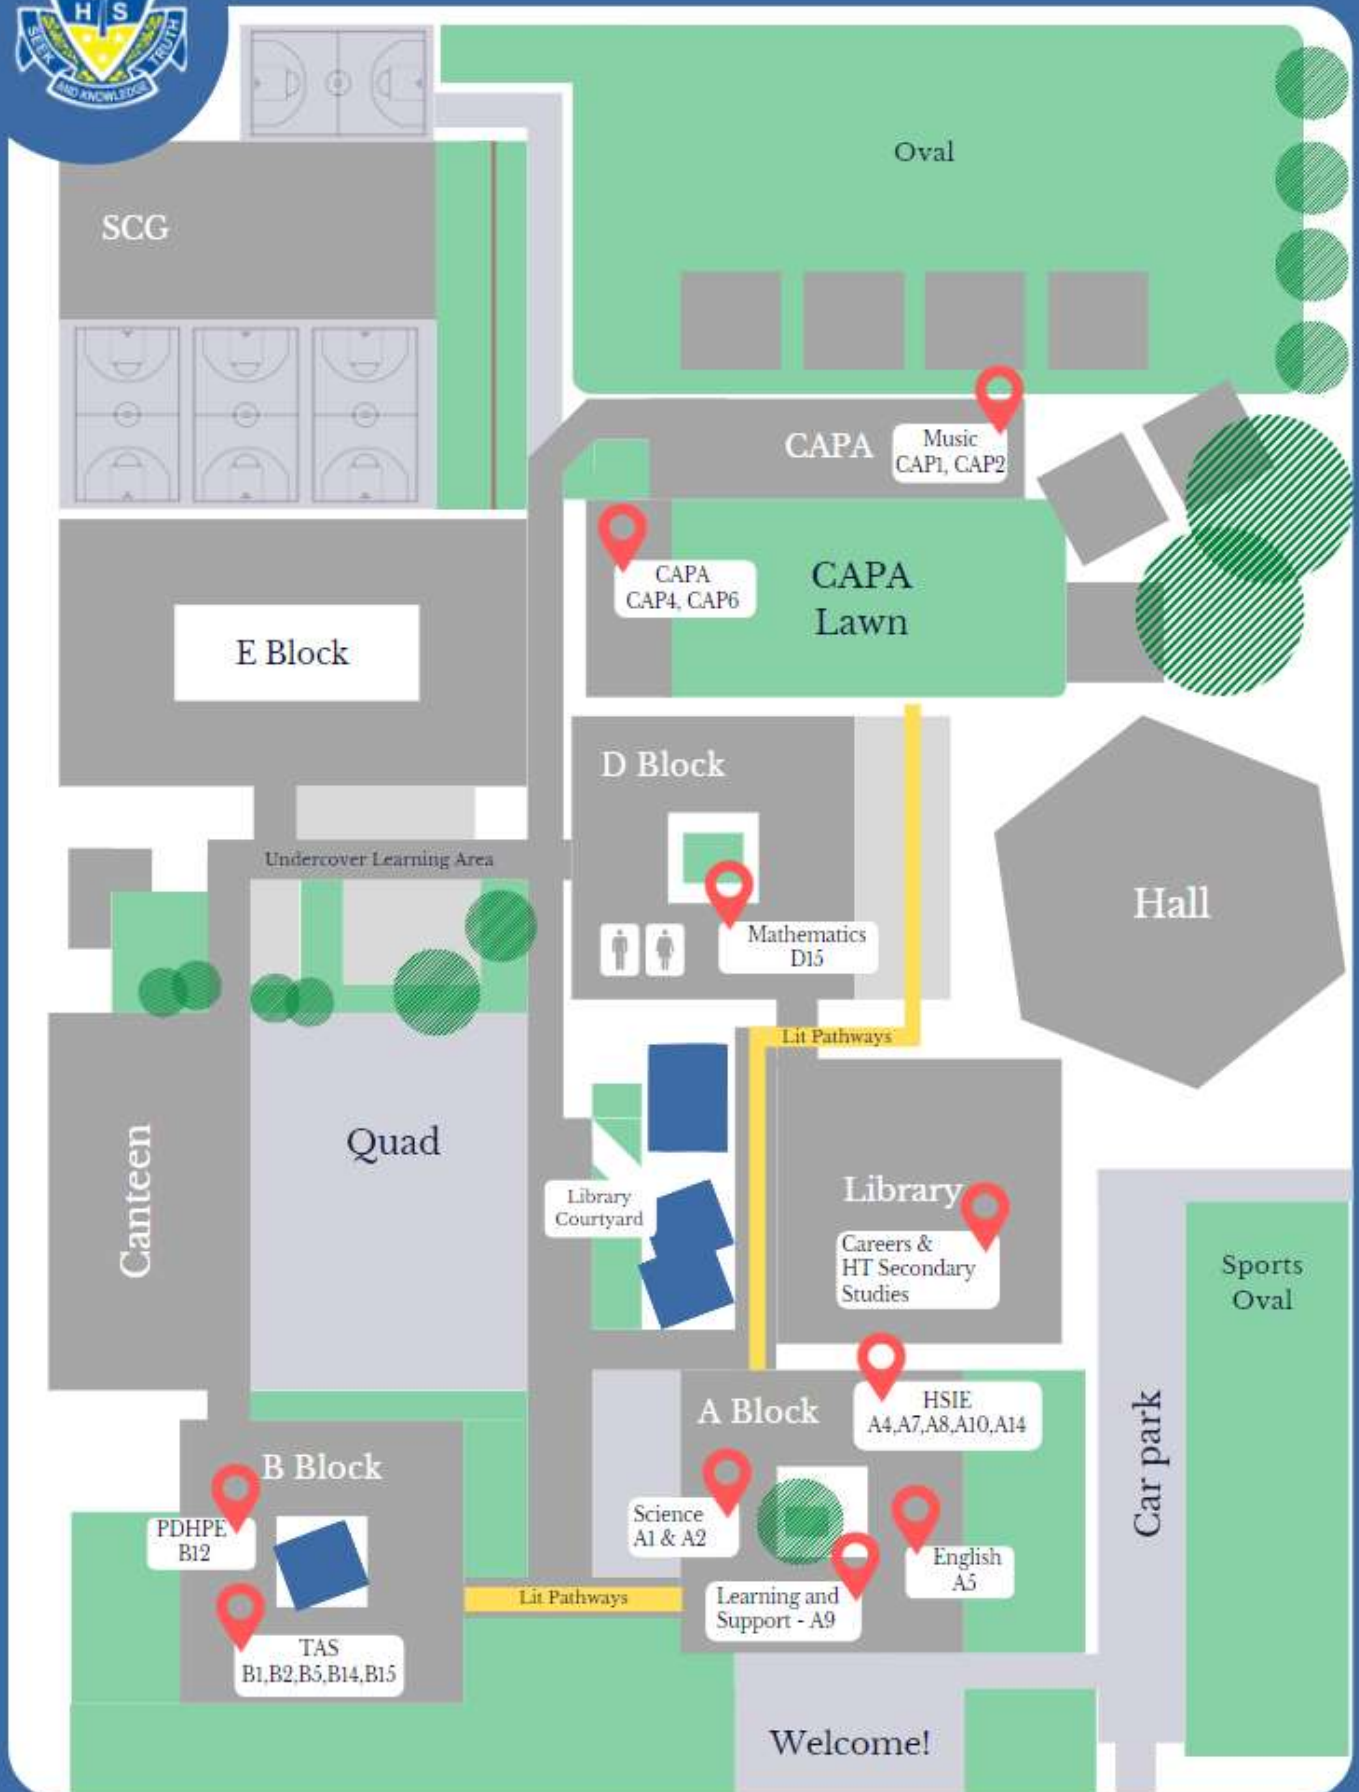 H S
SEEK
TRUTH
AND KNOWLEDGE
Oval
SCG
CAPA
Music
CAP1, CAP2
CAPA
CAP4, CAP6
CAPA
Lawn
E Block
D Block
Undercover Learning Area
Hall
Mathematics
D15
Lit Pathways
Quad
Canteen
Library
Courtyard
Library
Careers &
HT Secondary
Studies
Sports
Oval
Car park
HSIE
A4,A7,A8,A10,A14
A Block
B Block
PDHPE
B12
Science
A1 & A2
English
A5
Learning and
Support - A9
Lit Pathways
TAS
B1,B2,B5,B14,B15
Welcome!